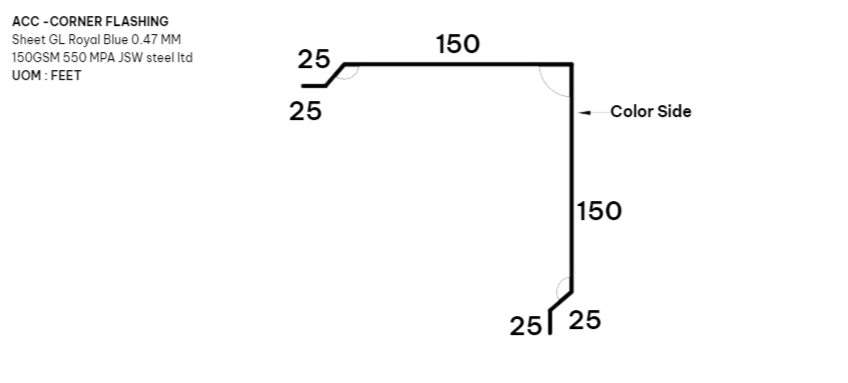 ACC -CORNER FLASHING
Sheet GL Royal Blue 0.47 MM
150GSM 550 MPA JSW steel ltd
UOM : FEET
150
25
25
Color Side
150
25
25